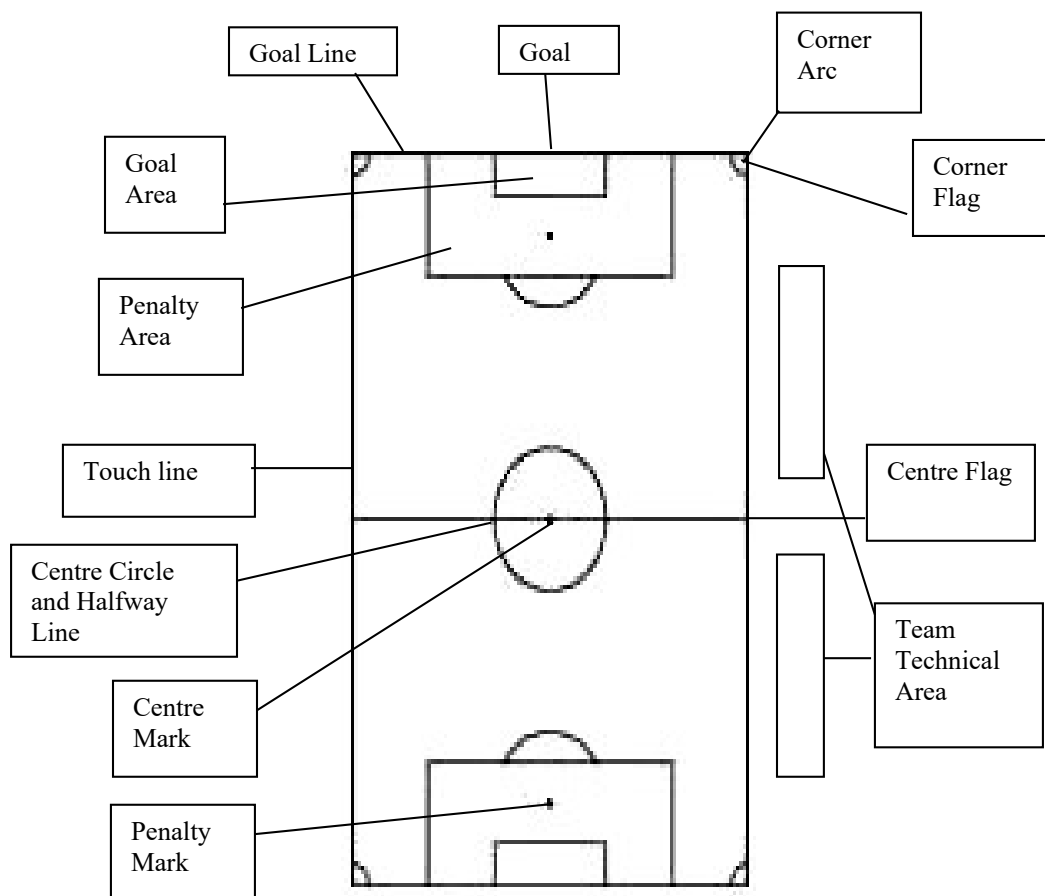 Goal Line
Goal
Corner
Arc
Goal
Area
Corner
Flag
Penalty
Area
Touch line
Centre Flag
Centre Circle
and Halfway
Line
Team
Technical
Area
Centre
Mark
Penalty
Mark